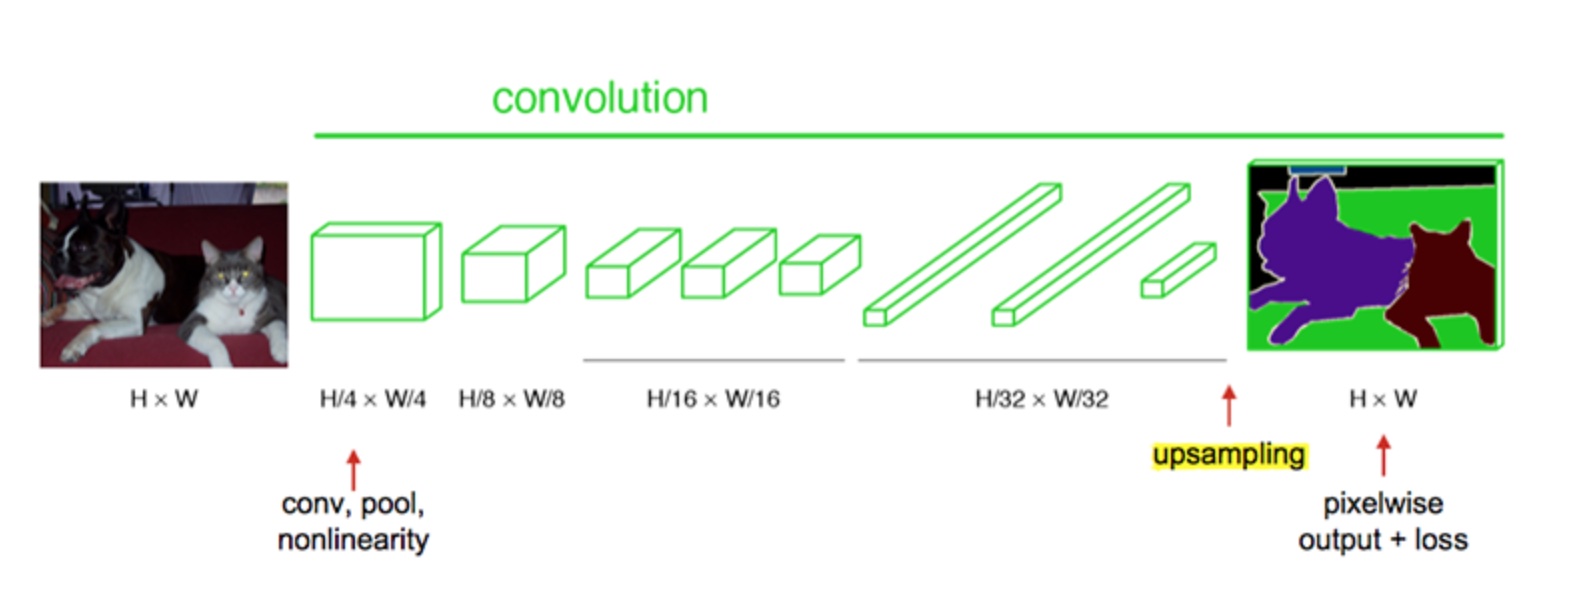 convolution
H × W
H/4 × W/4
H/8 × W/8
H/16 × W/16
H/32 × W/32
H × W
upsampling
conv, pool,
nonlinearity
pixelwise
output + loss